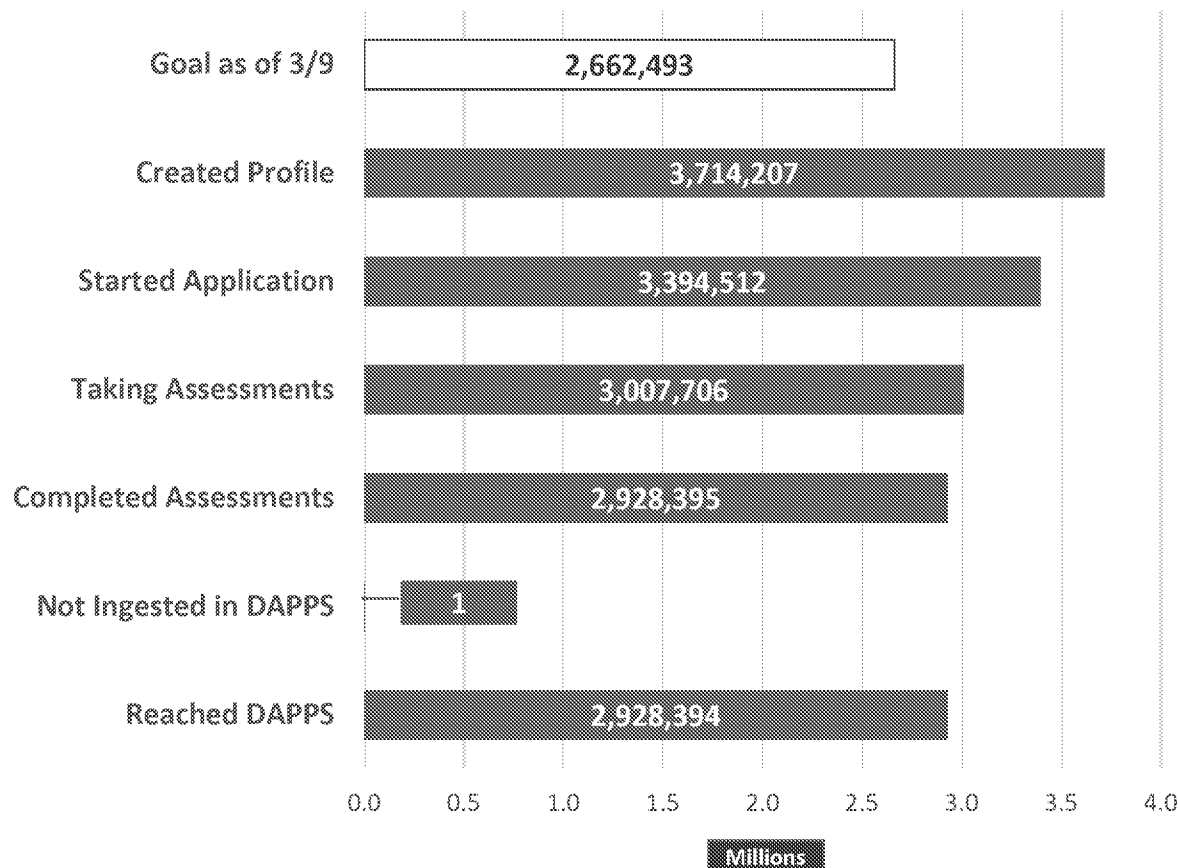 Goal as of 3/9
2,662,493
Created Profile
3,714,207
Started Application
3,394,512
Taking Assessments
3,007,706
Completed Assessments
2,928,395
Not Ingested in DAPPS
1
Reached DAPPS
2,928,394
0.0 0.5 1.0 1.5 2.0 2.5 3.0 3.5 4.0
Millions